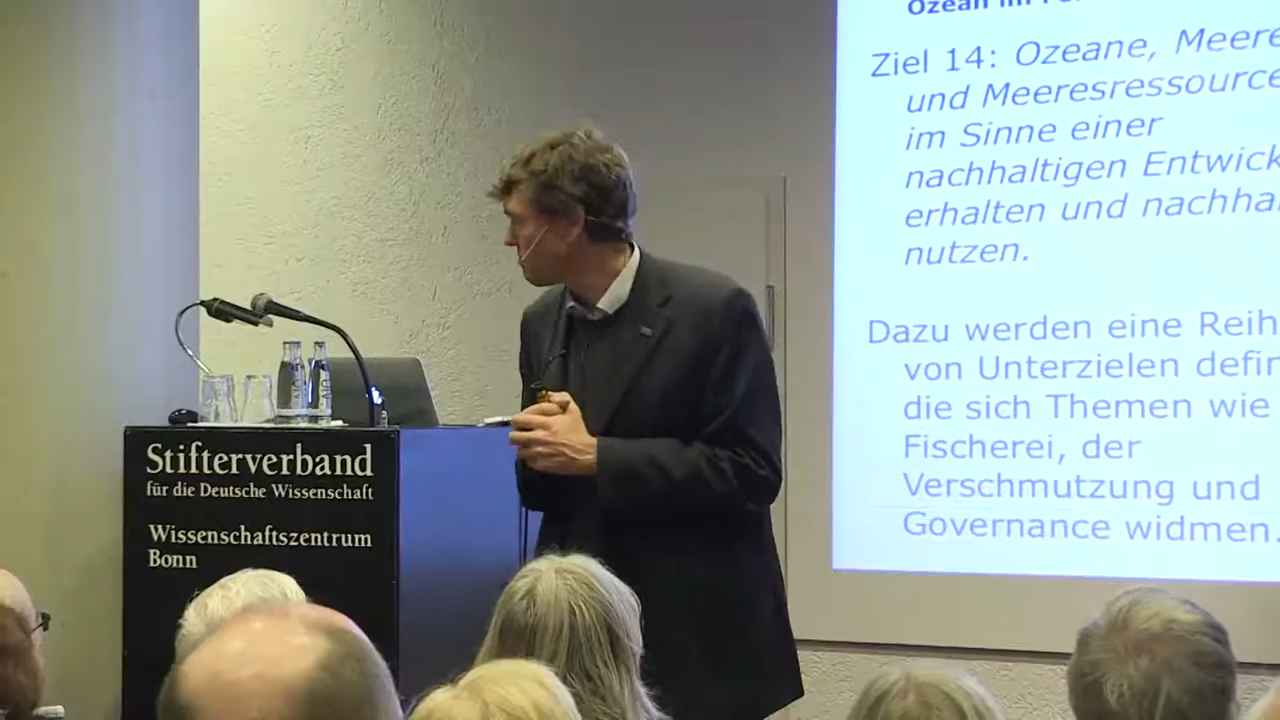 Stifterverband
für die Deutsche Wissenschaft
Wissenschaftszentrum
Bonn
Ozean im
Ziel 14: Ozeane, Meere
und Meeresressource
im Sinne einer
nachhaltigen Entwick
erhalten und nachha
nutzen.
Dazu werden eine Reih
von Unterzielen defin
die sich Themen wie
Fischerei, der
Verschmutzung und
Governance widmen.